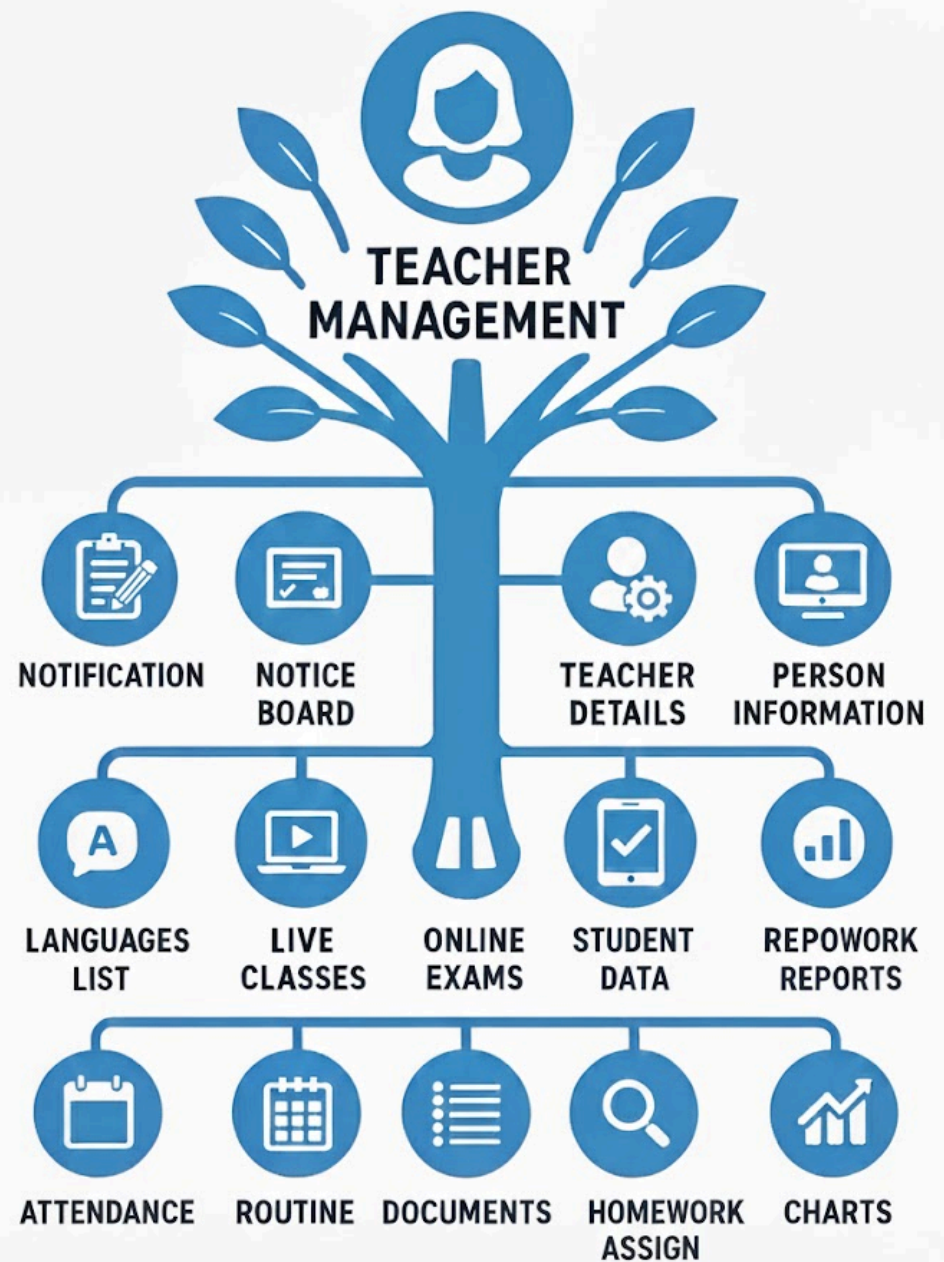 TEACHER
MANAGEMENT
NOTIFICATION
NOTICE
BOARD
TEACHER
DETAILS
PERSON
INFORMATION
A
LANGUAGES
LIST
LIVE
CLASSES
ONLINE
EXAMS
STUDENT
DATA
REPOWORK
REPORTS
ATTENDANCE
ROUTINE
DOCUMENTS
HOMEWORK
ASSIGN
CHARTS